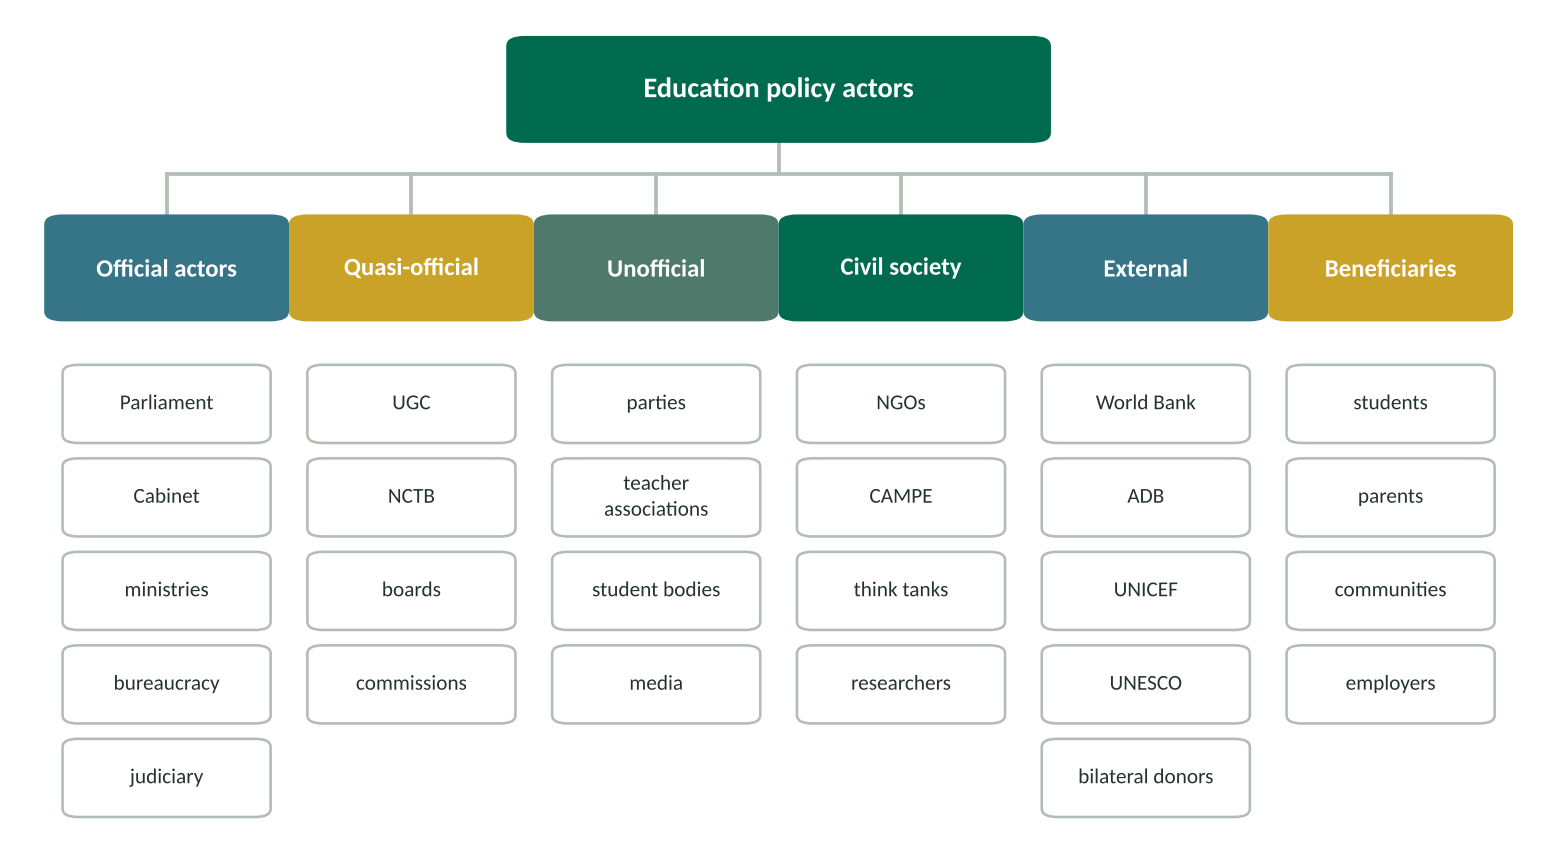 Education policy actors
Official actors
Quasi-official
Unofficial
Civil society
External
Beneficiaries
Parliament
UGC
parties
NGOs
World Bank
students
Cabinet
NCTB
teacher
associations
CAMPE
ADB
parents
ministries
boards
student bodies
think tanks
UNICEF
communities
bureaucracy
commissions
media
researchers
UNESCO
employers
judiciary
bilateral donors